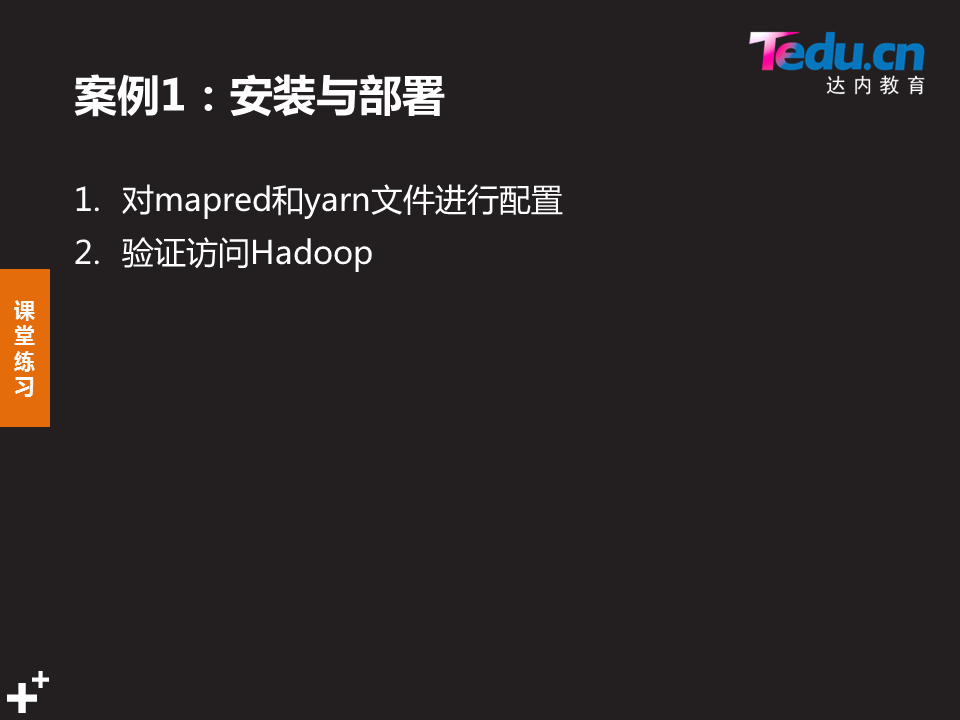 Tedu.cn
达内教育
案例1：安装与部署
1. 对mapred和yarn文件进行配置
2. 验证访问Hadoop
课
堂
练
习